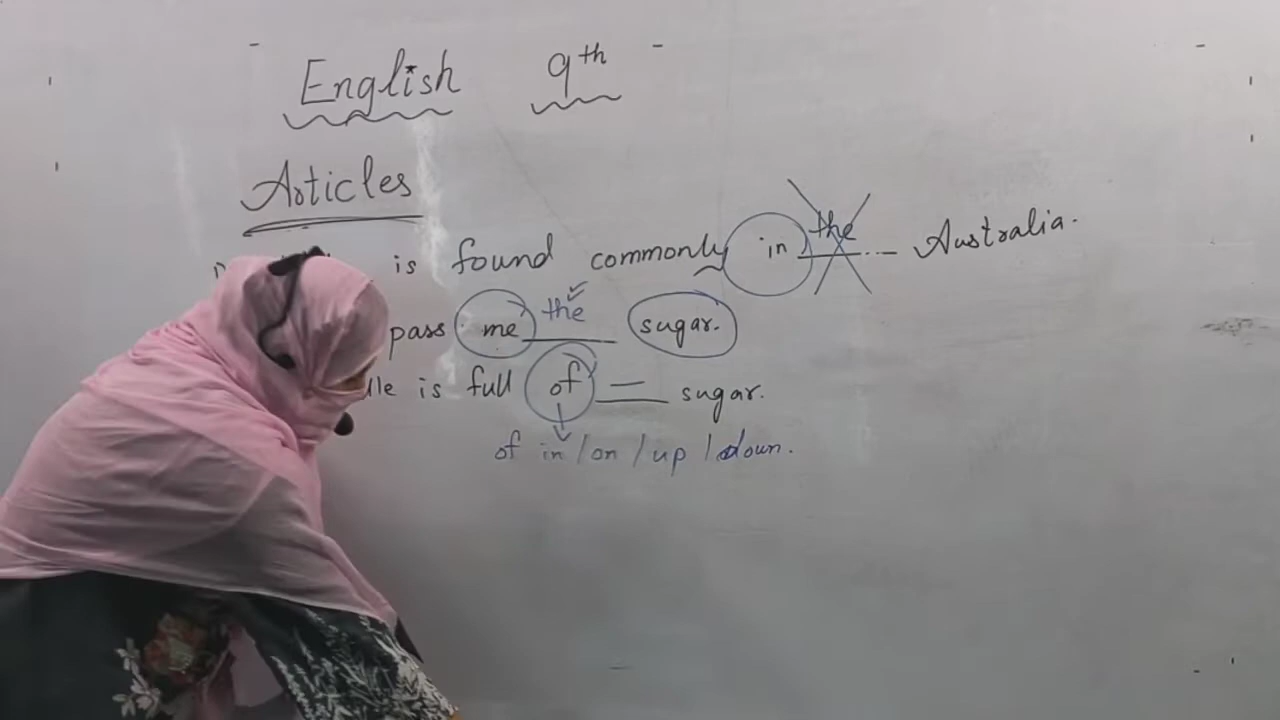 English 9th
Articles
is found commonly in the Australia.
pass me the sugar.
is full of sugar.
of in / on / up / down.